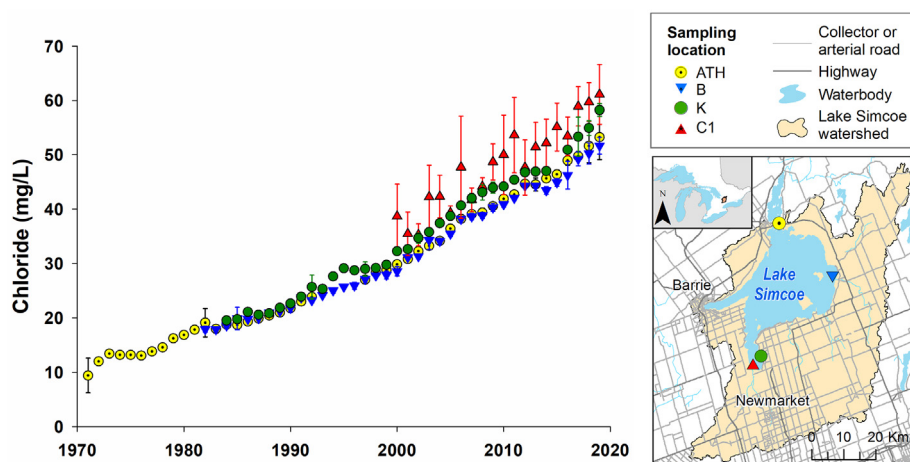 Chloride (mg/L)
70
60
50
40
30
20
10
0
1970
1980
1990
2000
2010
2020
Sampling
location
ATH
B
K
C1
Collector or
arterial road
Highway
Waterbody
Lake Simcoe
watershed
N
Barrie
Lake
Simcoe
Newmarket
0 10 20 Km